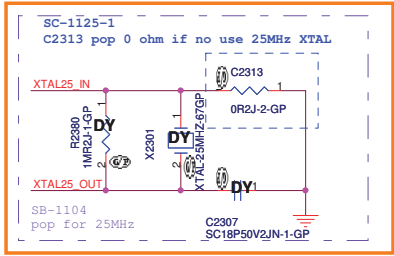 SC-1125-1
C2313 pop 0 ohm if no use 25MHz XTAL
XTAL25_IN
C2313
1
0R2J-2-GP
1
R2380
1MR2J-1-GP
DY
2
1
X2301
DY
XTAL-25MHZ-67GP
2
XTAL25_OUT
DY
1
SB-1104
pop for 25MHz
C2307
SC18P50V2JN-1-GP